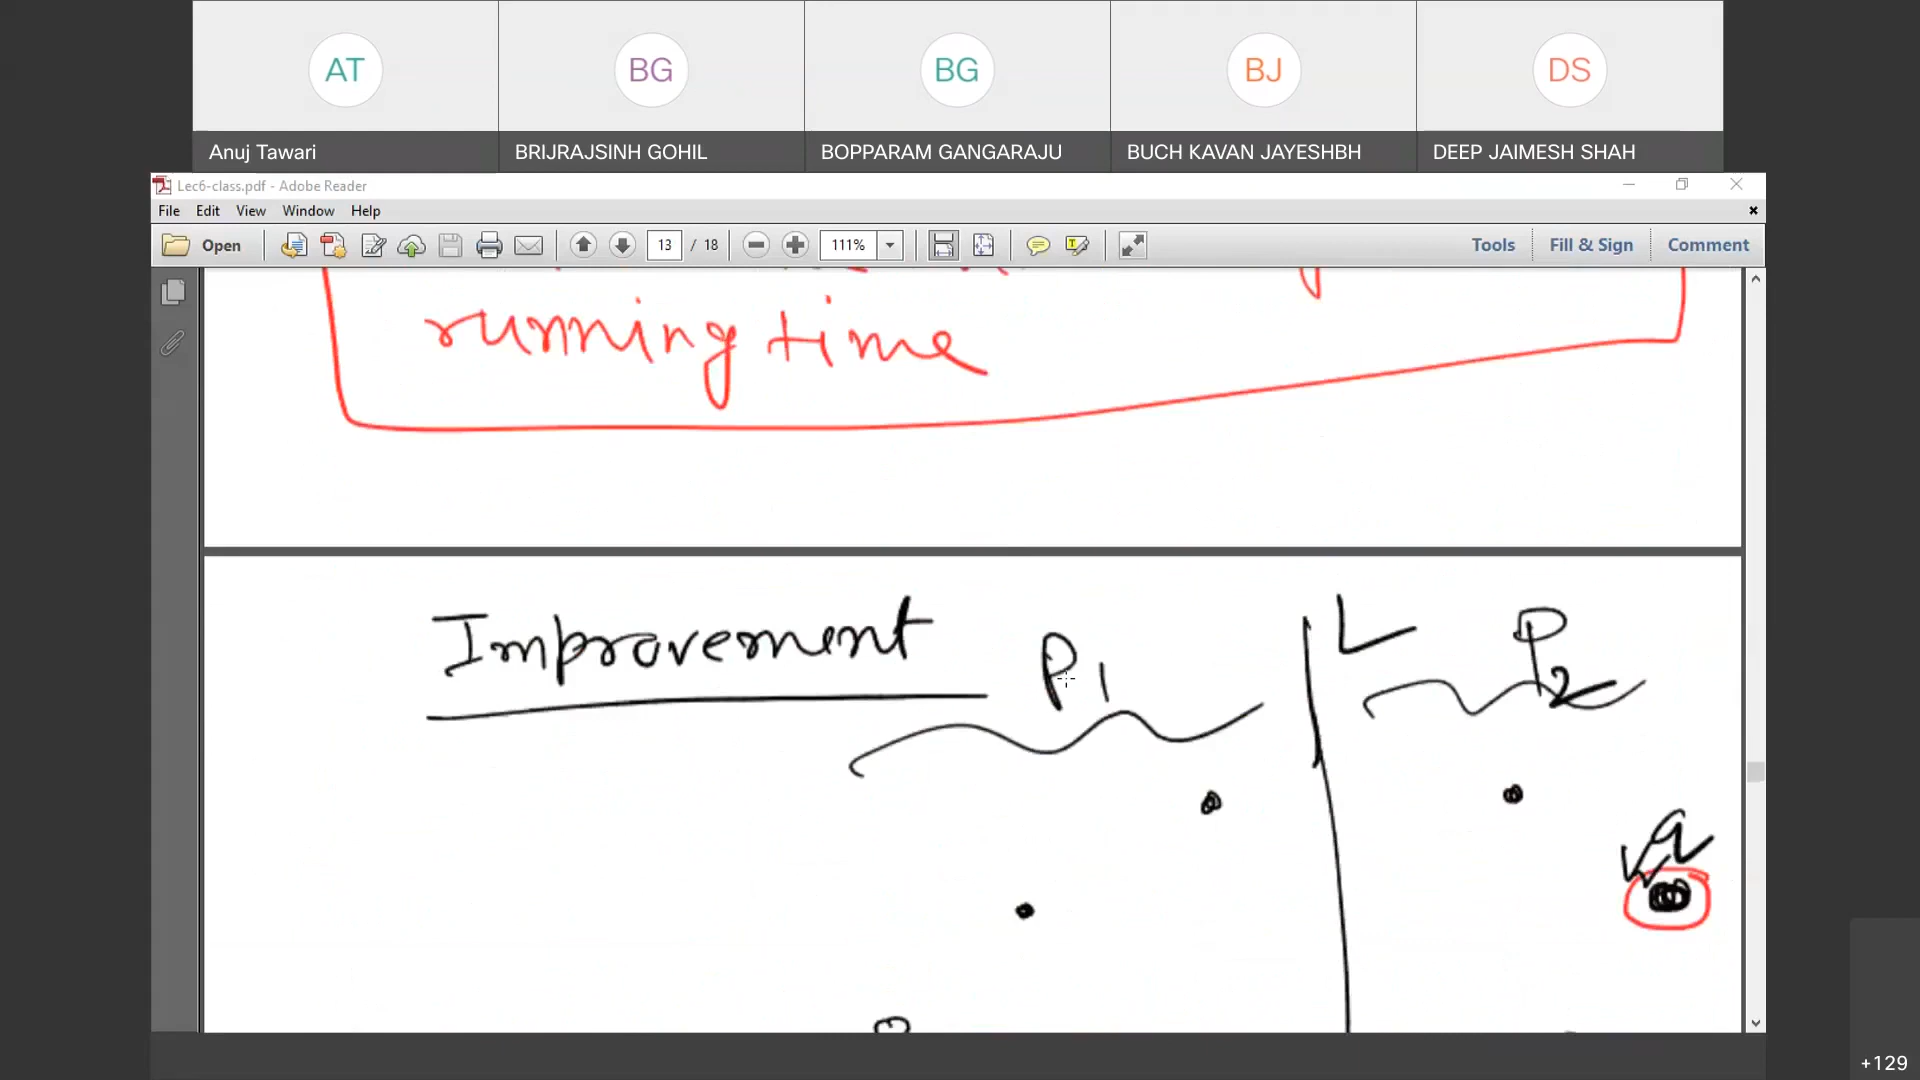 AT
BG
BG
BJ
DS
Anuj Tawari
BRIJRAJSINH GOHIL
BOPPARAM GANGARAJU
BUCH KAVAN JAYESHBH
DEEP JAIMESH SHAH
Lec6-class.pdf - Adobe Reader
File Edit View Window Help
Open 13 / 18 111% Tools Fill & Sign Comment
running time
Improvement
P1
L
P2
q
+129